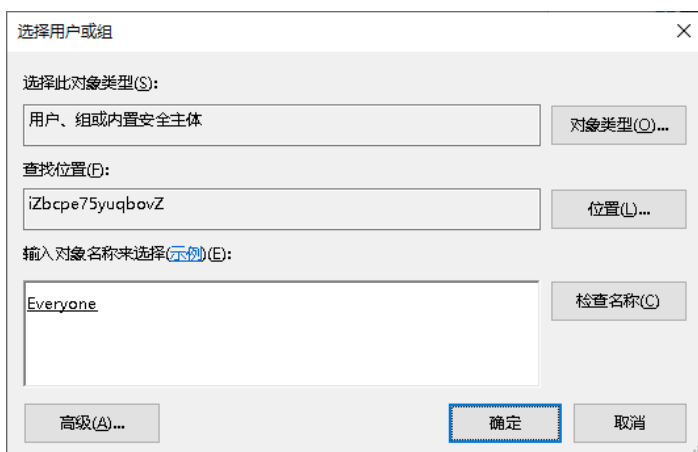 选择用户或组
选择此对象类型(S):
用户、组或内置安全主体
对象类型(O)...
查找位置(F):
iZbcpe75yuqbovZ
位置(L)...
输入对象名称来选择(示例)(E):
Everyone
检查名称(C)
高级(A)...
确定
取消